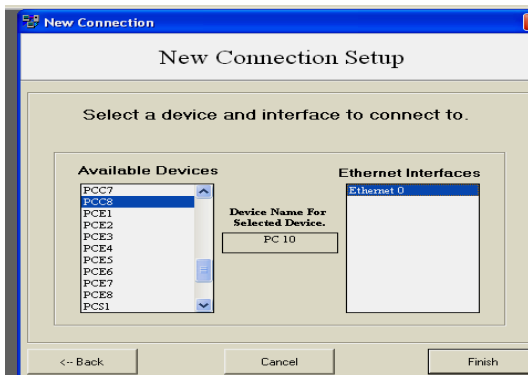 New Connection
New Connection Setup
Select a device and interface to connect to.
Available Devices
PCC7
PCC8
PCE1
PCE2
PCE3
PCE4
PCE5
PCE6
PCE7
PCE8
PCS1
Device Name For
Selected Device.
PC 10
Ethernet Interfaces
Ethernet 0
<-- Back
Cancel
Finish